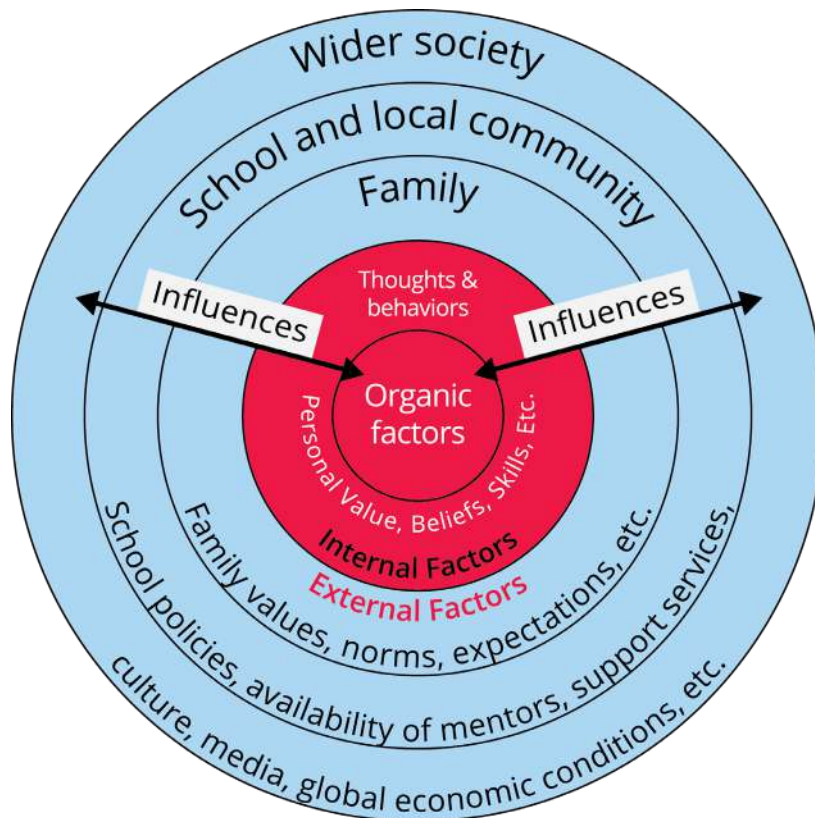 Wider society
School and local community
Family
Thoughts &
behaviors
Influences
Influences
Organic
factors
Personal Value, Beliefs, Skills, Etc.
Internal Factors
External Factors
Family values, norms, expectations, etc.
School policies, availability of mentors, support services,
culture, media, global economic conditions, etc.